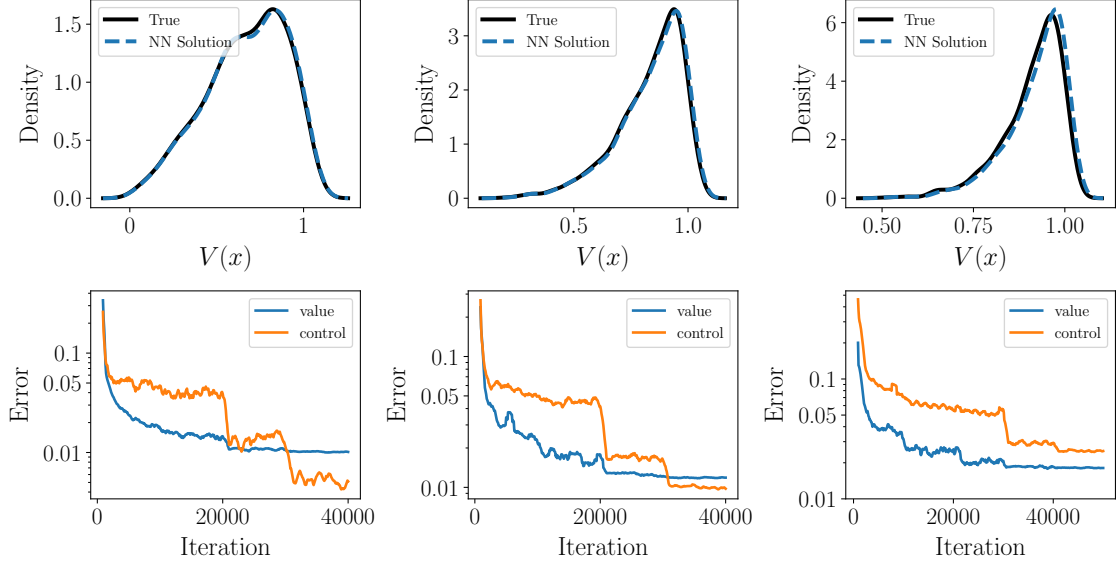 True
NN Solution
Density
1.5
1.0
0.5
0.0
0
1
V(x)
True
NN Solution
Density
3
2
1
0
0.5
1.0
V(x)
True
NN Solution
Density
6
4
2
0
0.50
0.75
1.00
V(x)
value
control
Error
0.1
0.05
0.01
0
20000
40000
Iteration
value
control
Error
0.1
0.05
0.01
0
20000
40000
Iteration
value
control
Error
0.1
0.05
0.01
0
20000
40000
Iteration